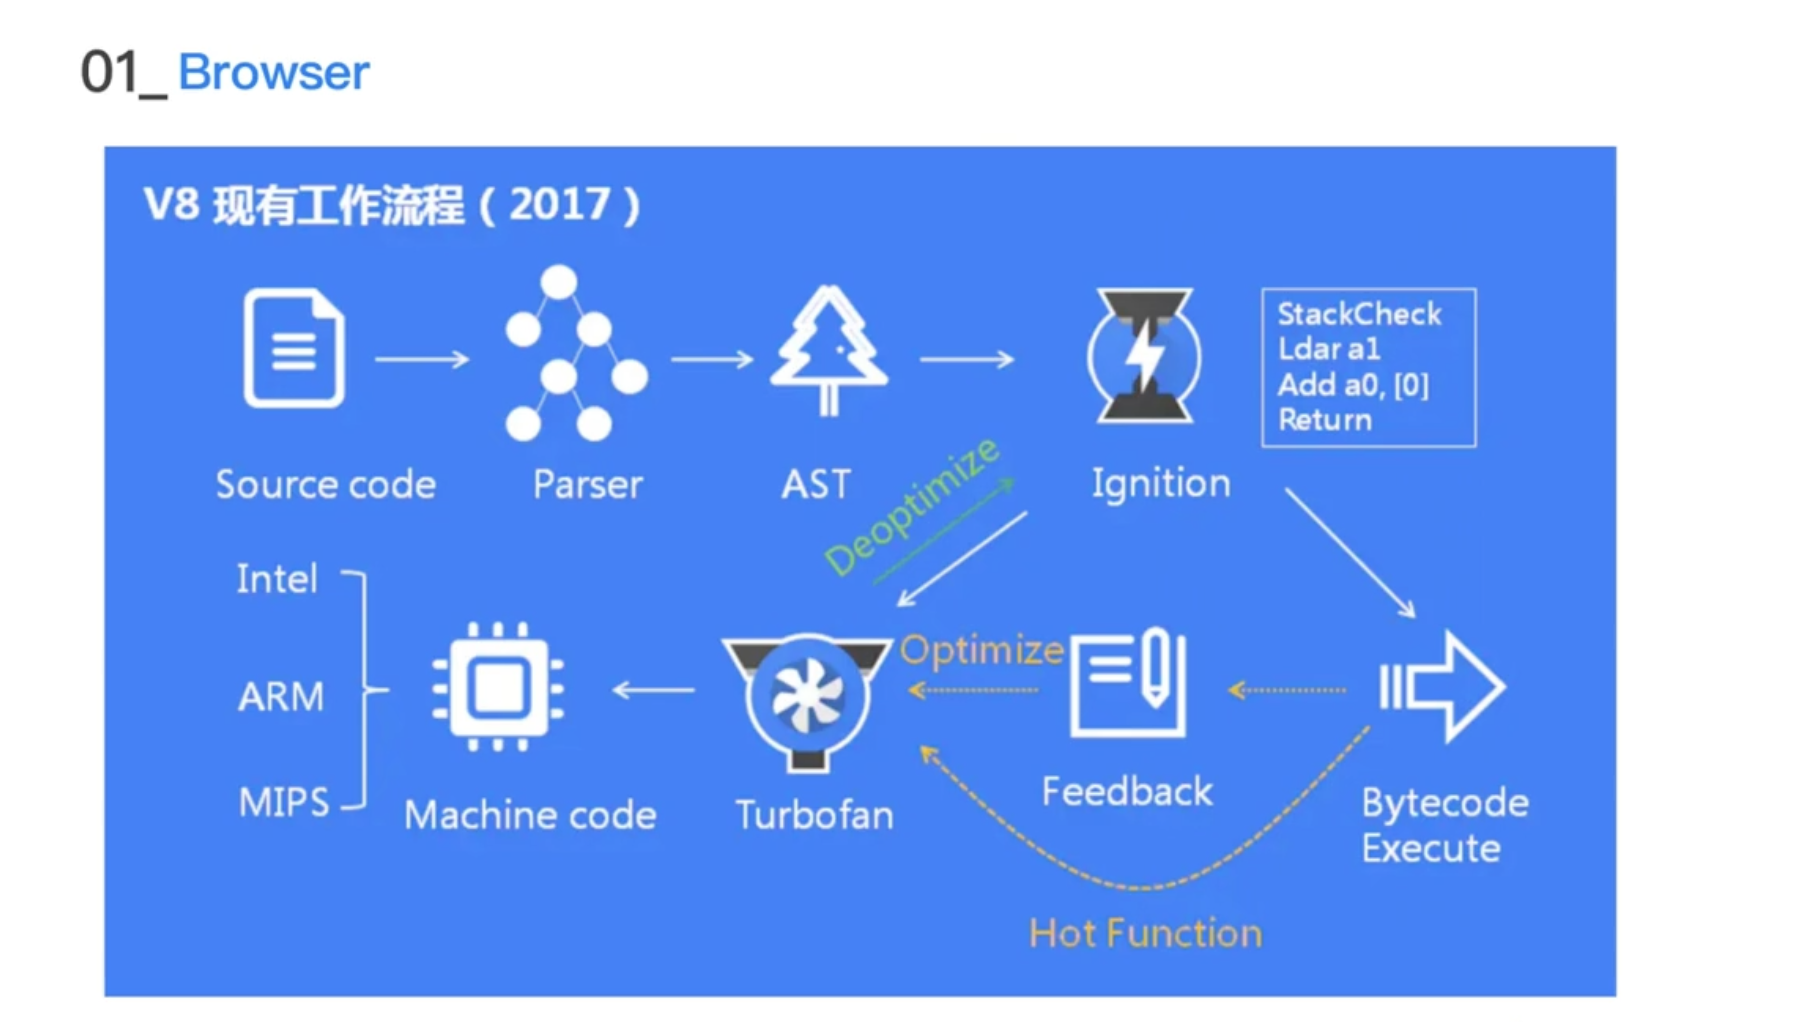 01_ Browser
V8 现有工作流程（2017）
StackCheck
Ldar a1
Add a0, [0]
Return
Source code
Parser
AST
Ignition
Deoptimize
Intel
ARM
MIPS
Optimize
Machine code
Turbofan
Feedback
Bytecode
Execute
Hot Function